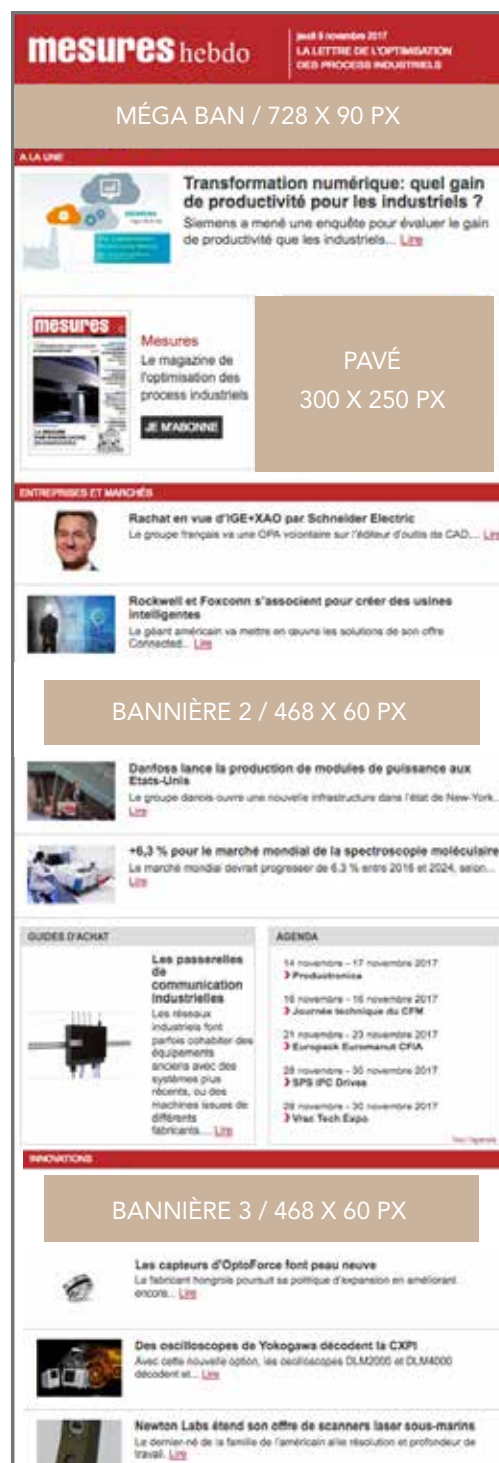 mesures hebdo
jeudi 9 novembre 2017
LA LETTRE DE L'OPTIMISATION
DES PROCESS INDUSTRIELS
MÉGA BAN / 728 X 90 PX
A LA UNE
Transformation numérique: quel gain
de productivité pour les industriels ?
Siemens a mené une enquête pour évaluer le gain
de productivité que les industriels... Lire
mesures
Mesures
Le magazine de
l'optimisation des
process industriels
JE M'ABONNE
PAVÉ
300 X 250 PX
ENTREPRISES ET MARCHÉS
Rachat en vue d'IGE+XAO par Schneider Electric
Le groupe français va une OPA volontaire sur l'éditeur d'outils de CAD,... Lire
Rockwell et Foxconn s'associent pour créer des usines
intelligentes
Le géant américain va mettre en œuvre les solutions de son offre
Connected... Lire
BANNIÈRE 2 / 468 X 60 PX
Danfoss lance la production de modules de puissance aux
Etats-Unis
Le groupe danois ouvre une nouvelle infrastructure dans l'état de New-York...
Lire
+6,3 % pour le marché mondial de la spectroscopie moléculaire
Le marché mondial devrait progresser de 6.3 % entre 2016 et 2024, selon...
Lire
GUIDES D'ACHAT
Les passerelles
de
communication
industrielles
Les réseaux
industriels font
parfois cohabiter des
équipements
anciens avec des
systèmes plus
récents, ou des
machines issues de
différents
fabricants.... Lire
AGENDA
14 novembre - 17 novembre 2017
Productronica
16 novembre - 16 novembre 2017
Journée technique du CFM
21 novembre - 23 novembre 2017
Europack Euromanut CFIA
28 novembre - 30 novembre 2017
SPS IPC Drives
28 novembre - 30 novembre 2017
Vrac Tech Expo
INNOVATIONS
BANNIÈRE 3 / 468 X 60 PX
Les capteurs d'OptoForce font peau neuve
Le fabricant hongrois poursuit sa politique d'expansion en améliorant
encore... Lire
Des oscilloscopes de Yokogawa décodent la CXPI
Avec cette nouvelle option, les oscilloscopes DLM2000 et DLM4000
décodent et... Lire
Newton Labs étend son offre de scanners laser sous-marins
Le dernier-né de la famille de l'américain allie résolution et profondeur de
travail. Lire